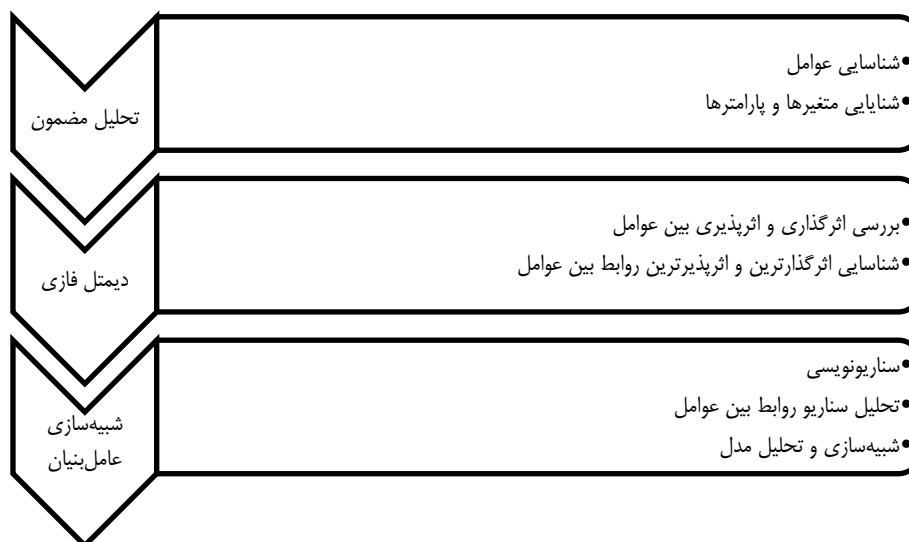 تحلیل مضمون
•شناسایی عوامل
•شنایایی متغیرها و پارامترها
دیمتل فازی
•بررسی اثرگذاری و اثرپذیری بین عوامل
•شناسایی اثرگذارترین و اثرپذیرترین روابط بین عوامل
شبیه‌سازی
عامل‌بنیان
•سناریونویسی
•تحلیل سناریو روابط بین عوامل
•شبیه‌سازی و تحلیل مدل